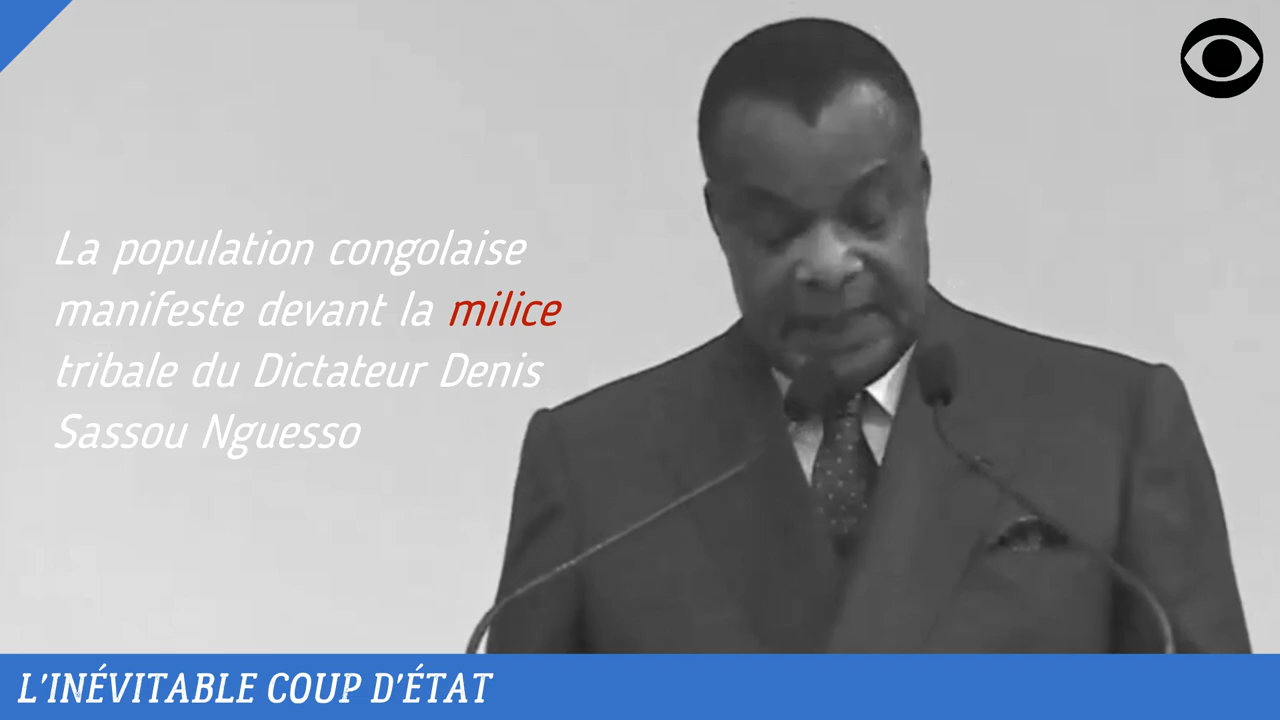 La population congolaise
manifeste devant la milice
tribale du Dictateur Denis
Sassou Nguesso
L'INÉVITABLE COUP D'ÉTAT